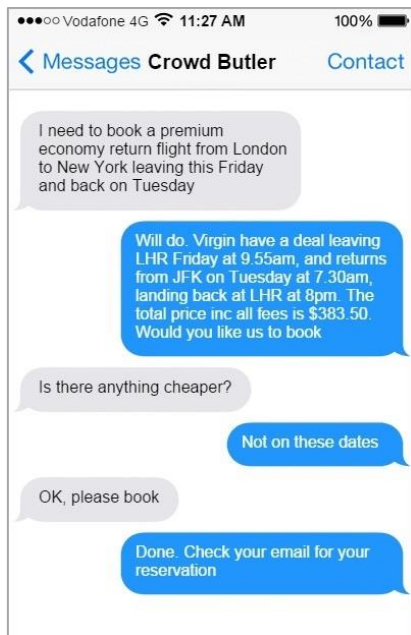 Vodafone 4G 11:27 AM 100%
Messages Crowd Butler Contact
I need to book a premium
economy return flight from London
to New York leaving this Friday
and back on Tuesday
Will do. Virgin have a deal leaving
LHR Friday at 9.55am, and returns
from JFK on Tuesday at 7.30am,
landing back at LHR at 8pm. The
total price inc all fees is $383.50.
Would you like us to book
Is there anything cheaper?
Not on these dates
OK, please book
Done. Check your email for your
reservation